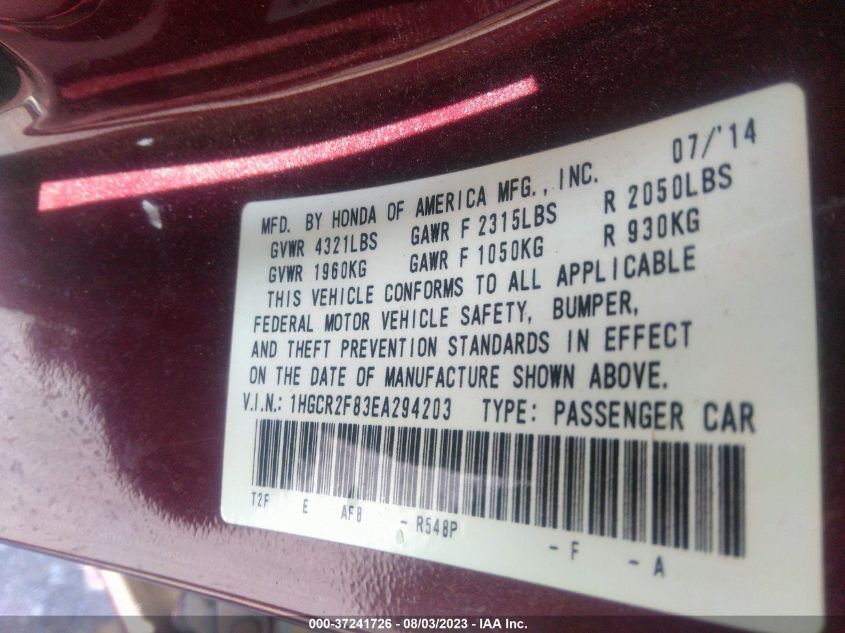 07/'14
MFD. BY HONDA OF AMERICA MFG., INC.
GVWR 4321LBS GAWR F 2315LBS R 2050LBS
GVWR 1960KG GAWR F 1050KG R 930KG
THIS VEHICLE CONFORMS TO ALL APPLICABLE
FEDERAL MOTOR VEHICLE SAFETY, BUMPER,
AND THEFT PREVENTION STANDARDS IN EFFECT
ON THE DATE OF MANUFACTURE SHOWN ABOVE.
V.I.N.: 1HGCR2F83EA294203 TYPE: PASSENGER CAR
T2F E AF8 - R548P - F - A
000-37241726 - 08/03/2023 - IAA Inc.